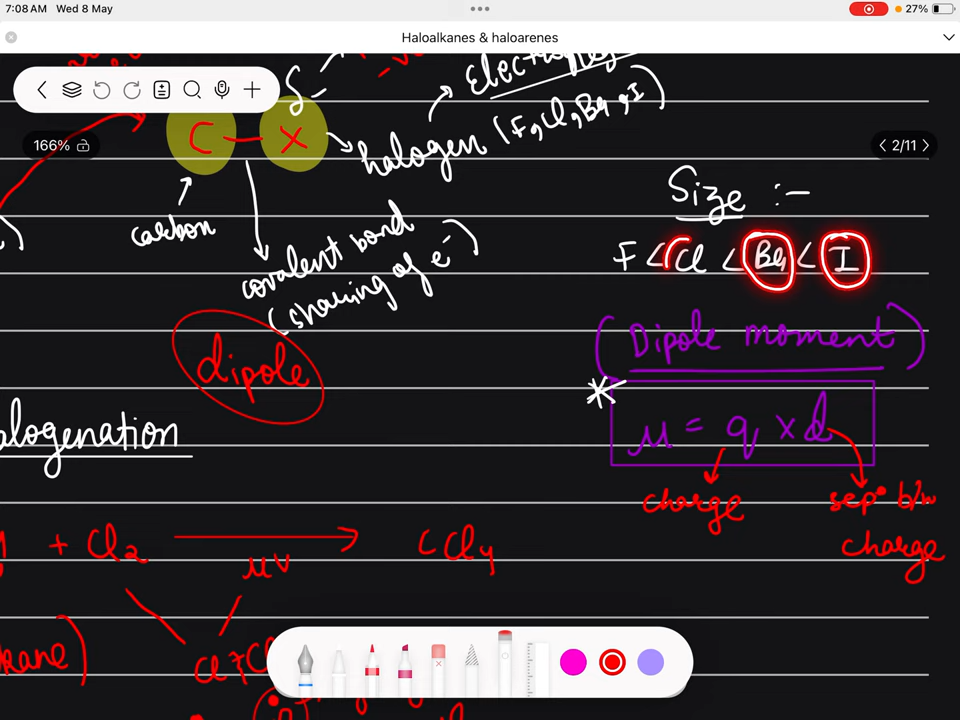 7:08 AM Wed 8 May
27%
Haloalkanes & haloarenes
166%
2/11
δ-
C — X
halogen (F, Cl, Br, I)
carbon
covalent bond
(sharing of e-)
dipole
Size :-
F < Cl < Br < I
(Dipole moment)
* μ = q × d
charge
sep. b/w
charge
alogenation
+ Cl2 → CCl4
uv
kane)